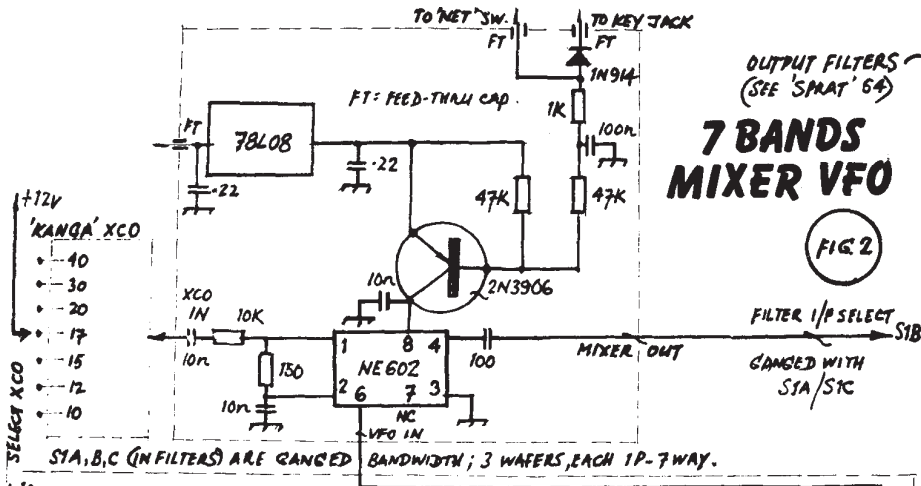 TO 'NET' SW.
TO KEY JACK
FT
FT
1N914
OUTPUT FILTERS
(SEE 'SPRAT' 64)
FT = FEED-THRU CAP.
1K
100n
7 BANDS
MIXER VFO
FT
78L08
.22
.22
47K
47K
+12V
'KANGA' XCO
FIG. 2
40
30
20
17
15
12
10
SELECT XCO
10n
2N3906
XCO
IN
10K
10n
150
10n
1
8
4
NE602
2
6
7
3
NC
VFO IN
100
MIXER OUT
FILTER I/P SELECT
S1B
GANGED WITH
S1A/S1C
S1A,B,C (IN FILTERS) ARE GANGED BANDWIDTH; 3 WAFERS, EACH 1P-7WAY.